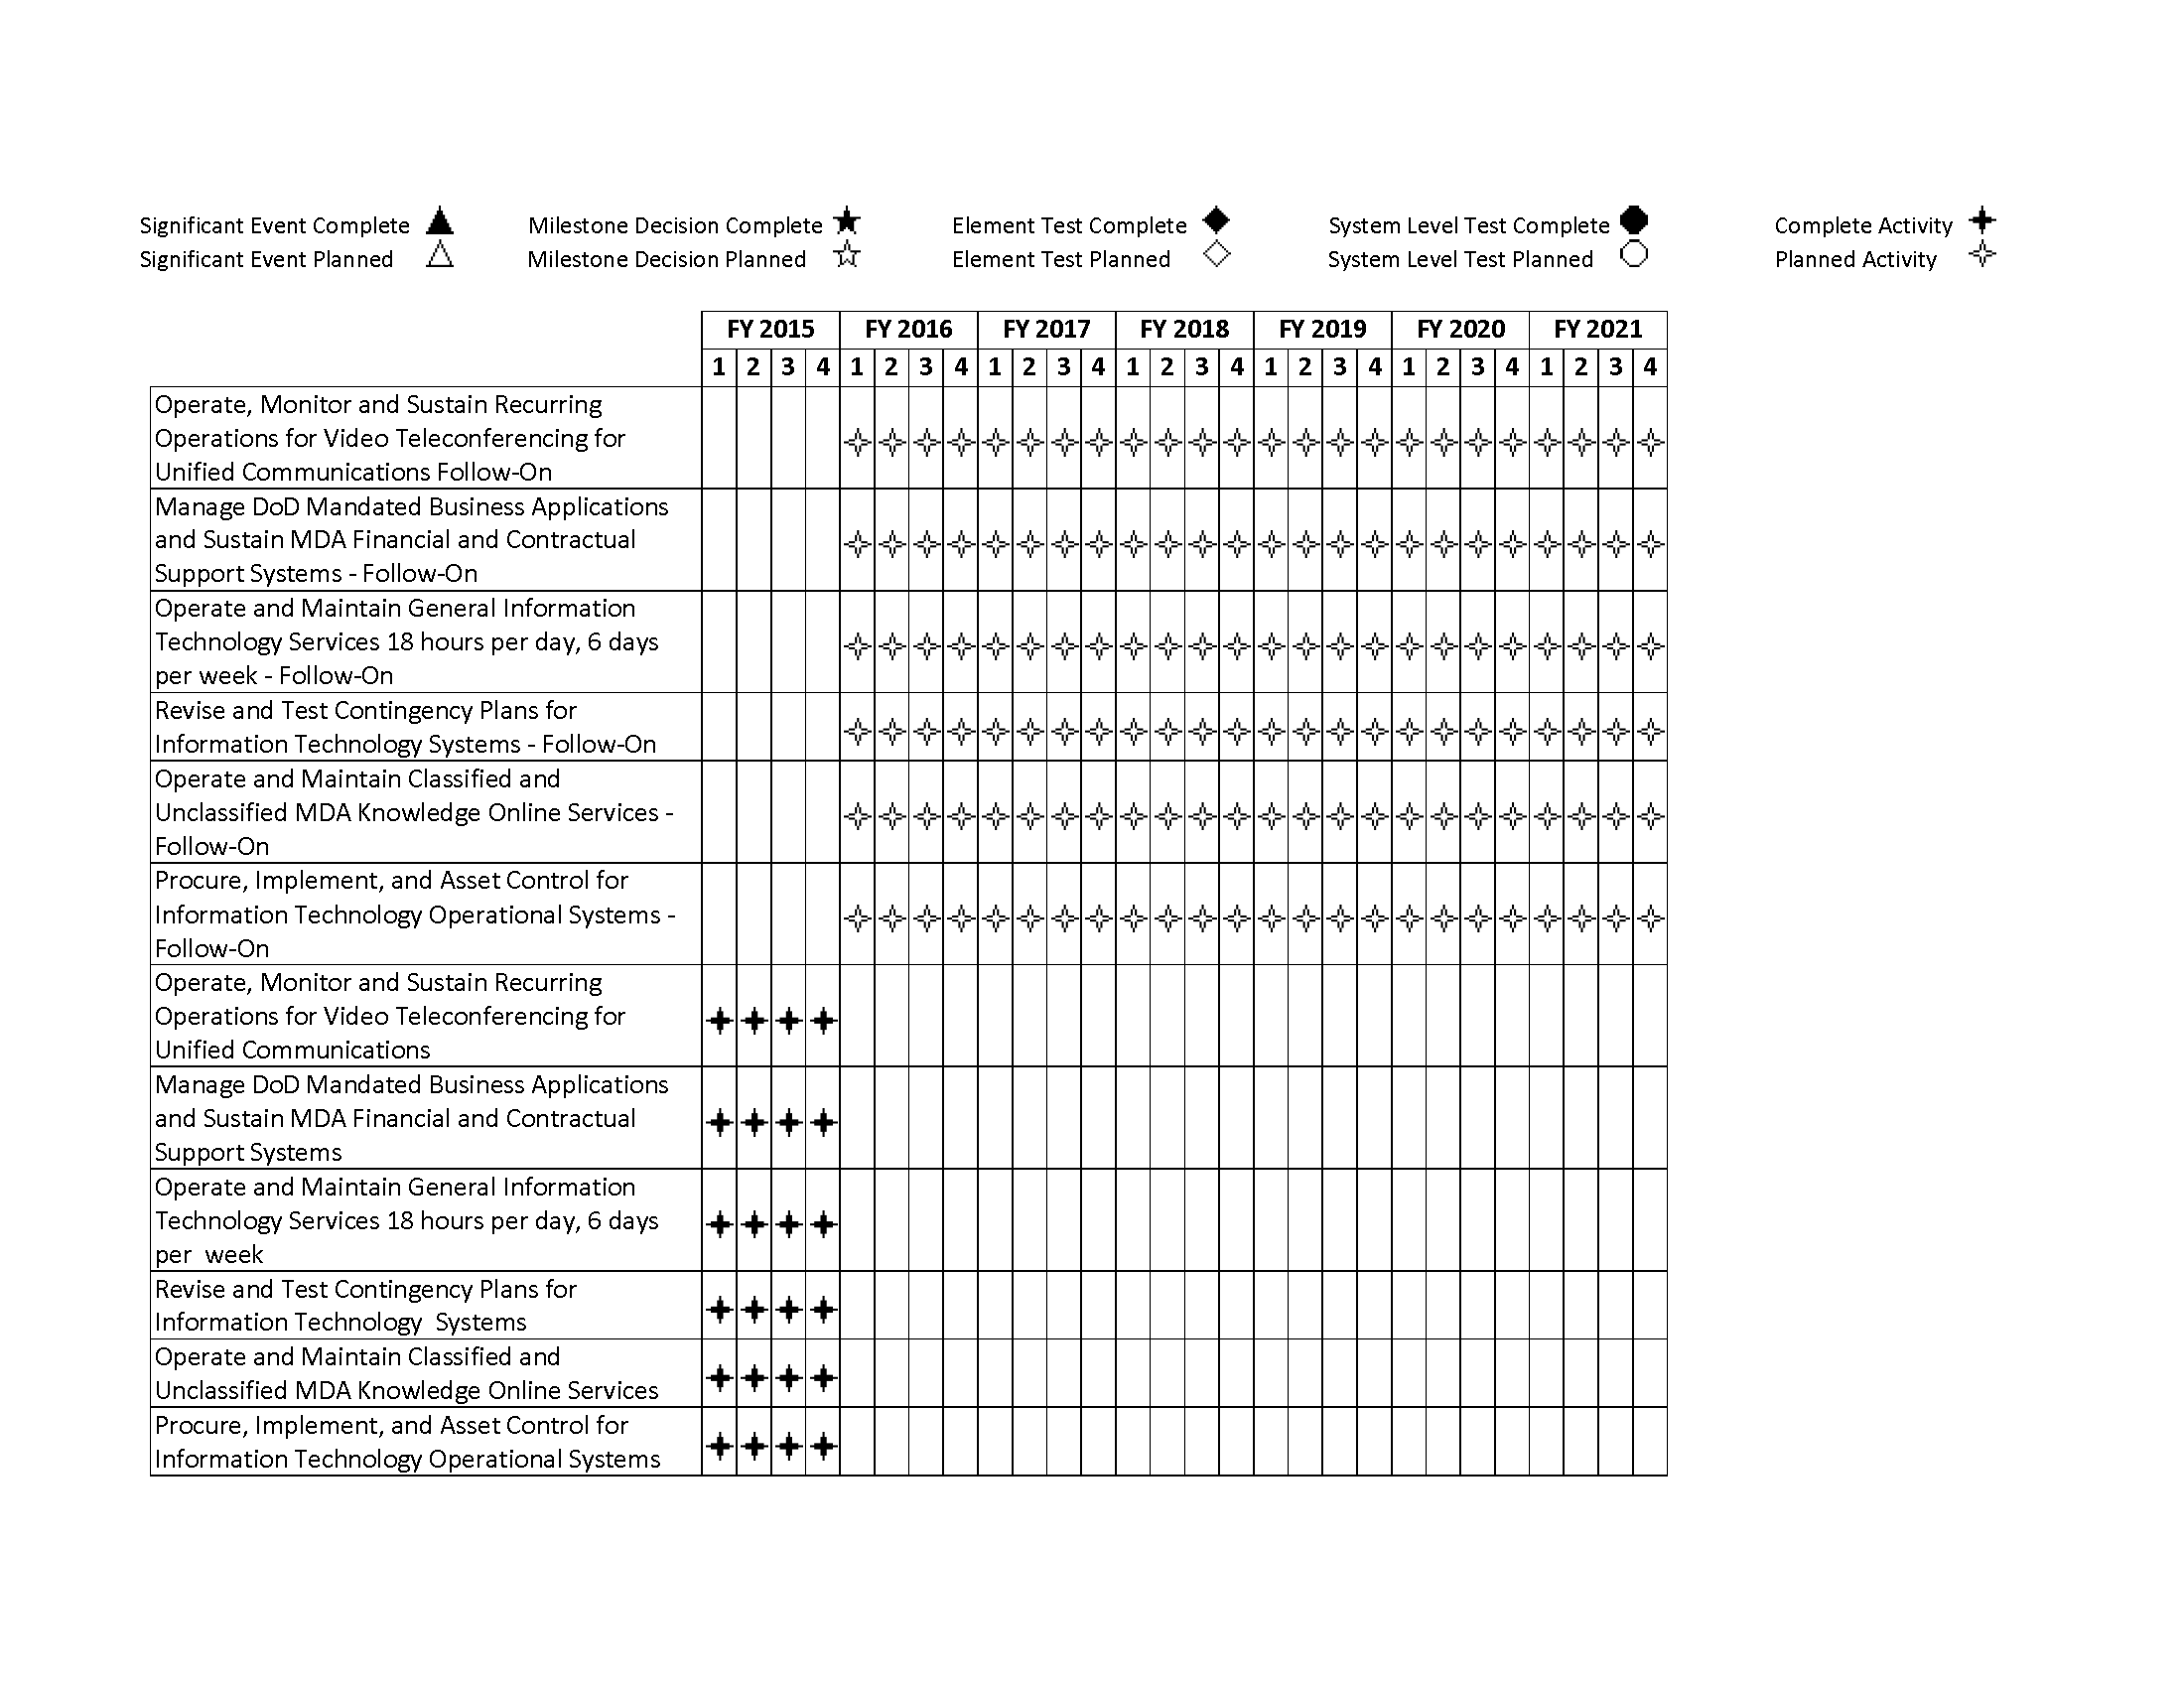 Significant Event Complete Milestone Decision Complete Element Test Complete System Level Test Complete Complete Activity
Significant Event Planned Milestone Decision Planned Element Test Planned System Level Test Planned Planned Activity
FY 2015 FY 2016 FY 2017 FY 2018 FY 2019 FY 2020 FY 2021
1 2 3 4 1 2 3 4 1 2 3 4 1 2 3 4 1 2 3 4 1 2 3 4 1 2 3 4
Operate, Monitor and Sustain Recurring
Operations for Video Teleconferencing for
Unified Communications Follow-On
Manage DoD Mandated Business Applications
and Sustain MDA Financial and Contractual
Support Systems - Follow-On
Operate and Maintain General Information
Technology Services 18 hours per day, 6 days
per week - Follow-On
Revise and Test Contingency Plans for
Information Technology Systems - Follow-On
Operate and Maintain Classified and
Unclassified MDA Knowledge Online Services -
Follow-On
Procure, Implement, and Asset Control for
Information Technology Operational Systems -
Follow-On
Operate, Monitor and Sustain Recurring
Operations for Video Teleconferencing for
Unified Communications
Manage DoD Mandated Business Applications
and Sustain MDA Financial and Contractual
Support Systems
Operate and Maintain General Information
Technology Services 18 hours per day, 6 days
per week
Revise and Test Contingency Plans for
Information Technology Systems
Operate and Maintain Classified and
Unclassified MDA Knowledge Online Services
Procure, Implement, and Asset Control for
Information Technology Operational Systems